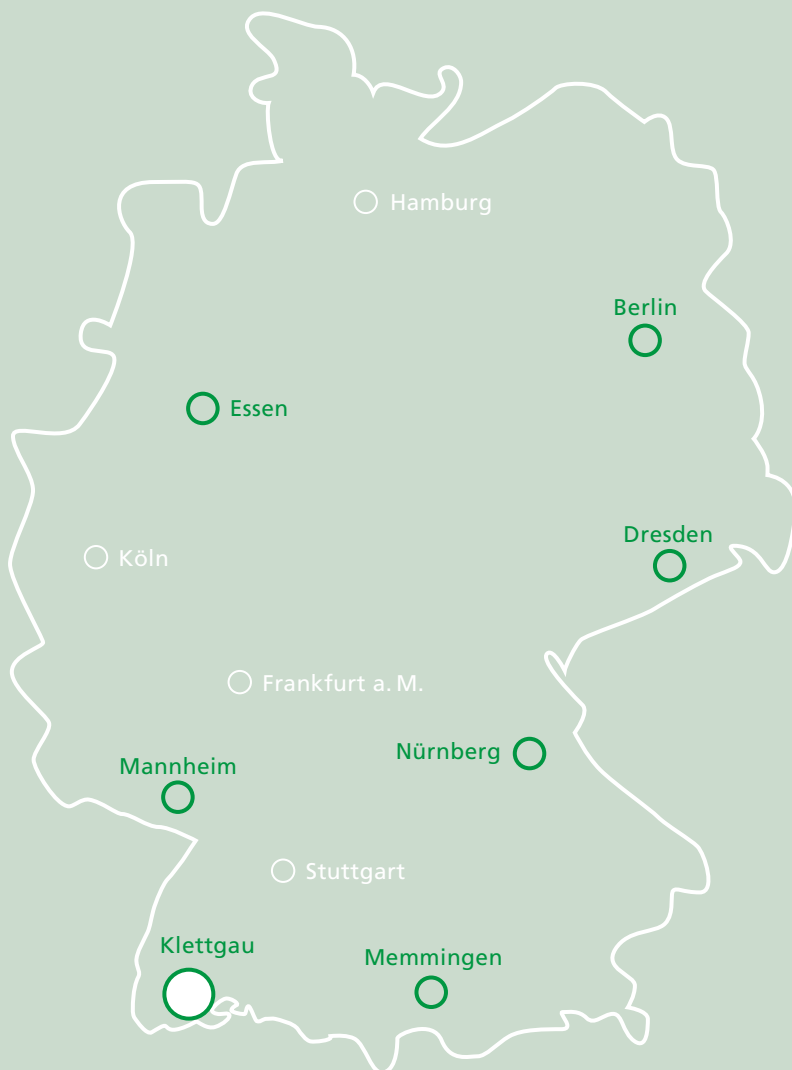 Hamburg
Berlin
Essen
Dresden
Köln
Frankfurt a. M.
Nürnberg
Mannheim
Stuttgart
Klettgau
Memmingen